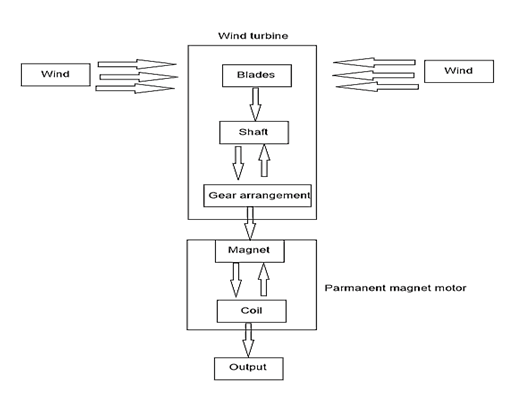 Wind turbine
Wind
Wind
Blades
Shaft
Gear arrangement
Magnet
Parmanent magnet motor
Coil
Output